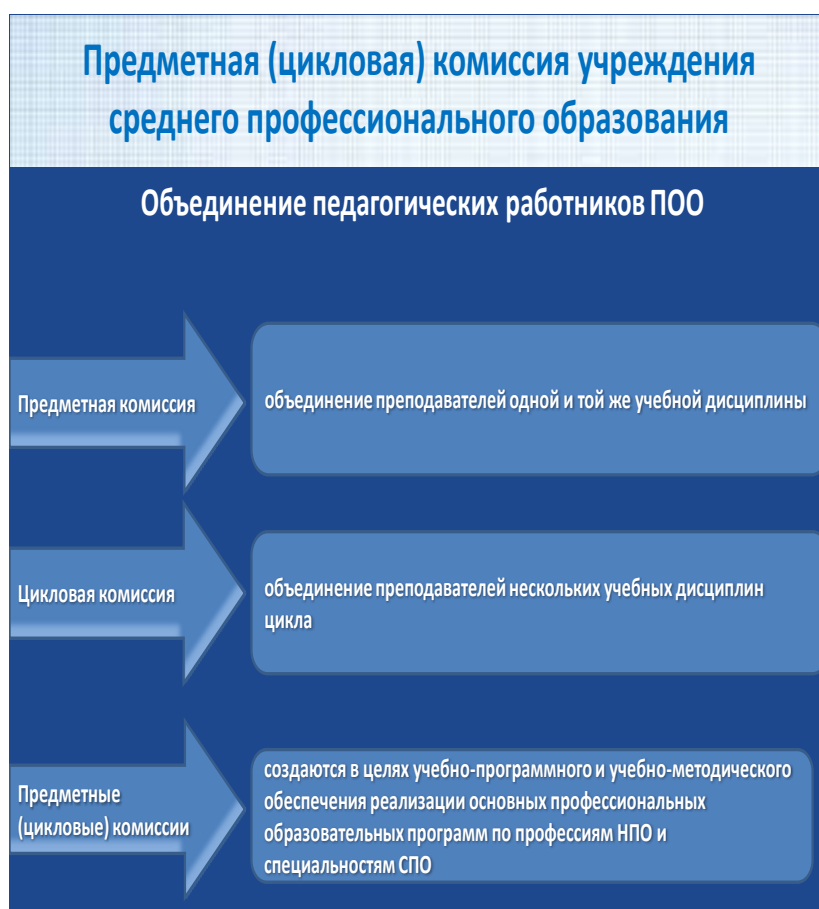 Предметная (цикловая) комиссия учреждения
среднего профессионального образования
Объединение педагогических работников ПОО
Предметная комиссия
объединение преподавателей одной и той же учебной дисциплины
Цикловая комиссия
объединение преподавателей нескольких учебных дисциплин
цикла
Предметные
(цикловые) комиссии
создаются в целях учебно-программного и учебно-методического
обеспечения реализации основных профессиональных
образовательных программ по профессиям НПО и
специальностям СПО